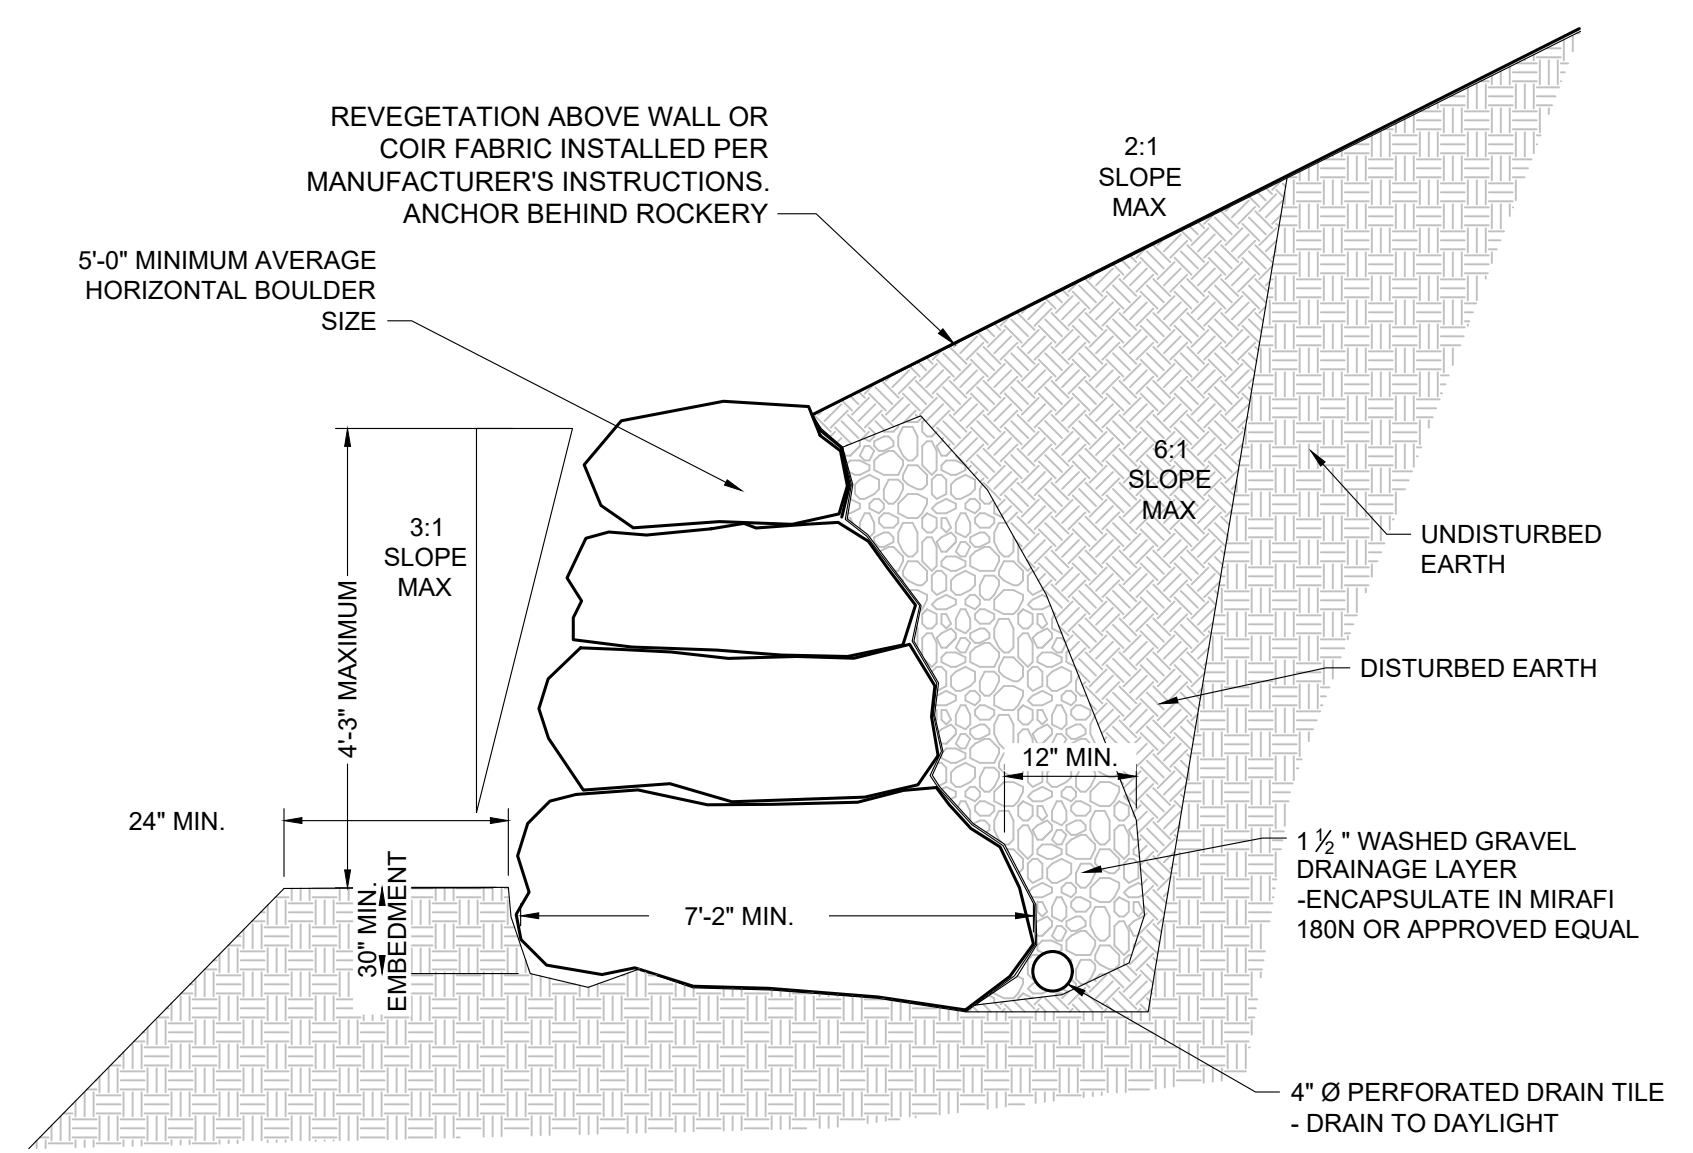 REVEGETATION ABOVE WALL OR
COIR FABRIC INSTALLED PER
MANUFACTURER'S INSTRUCTIONS.
ANCHOR BEHIND ROCKERY
2:1
SLOPE
MAX
5'-0" MINIMUM AVERAGE
HORIZONTAL BOULDER
SIZE
6:1
SLOPE
MAX
3:1
SLOPE
MAX
UNDISTURBED
EARTH
4'-3" MAXIMUM
DISTURBED EARTH
12" MIN.
24" MIN.
1 ½ " WASHED GRAVEL
DRAINAGE LAYER
-ENCAPSULATE IN MIRAFI
180N OR APPROVED EQUAL
30" MIN.
EMBEDMENT
7'-2" MIN.
4" Ø PERFORATED DRAIN TILE
- DRAIN TO DAYLIGHT